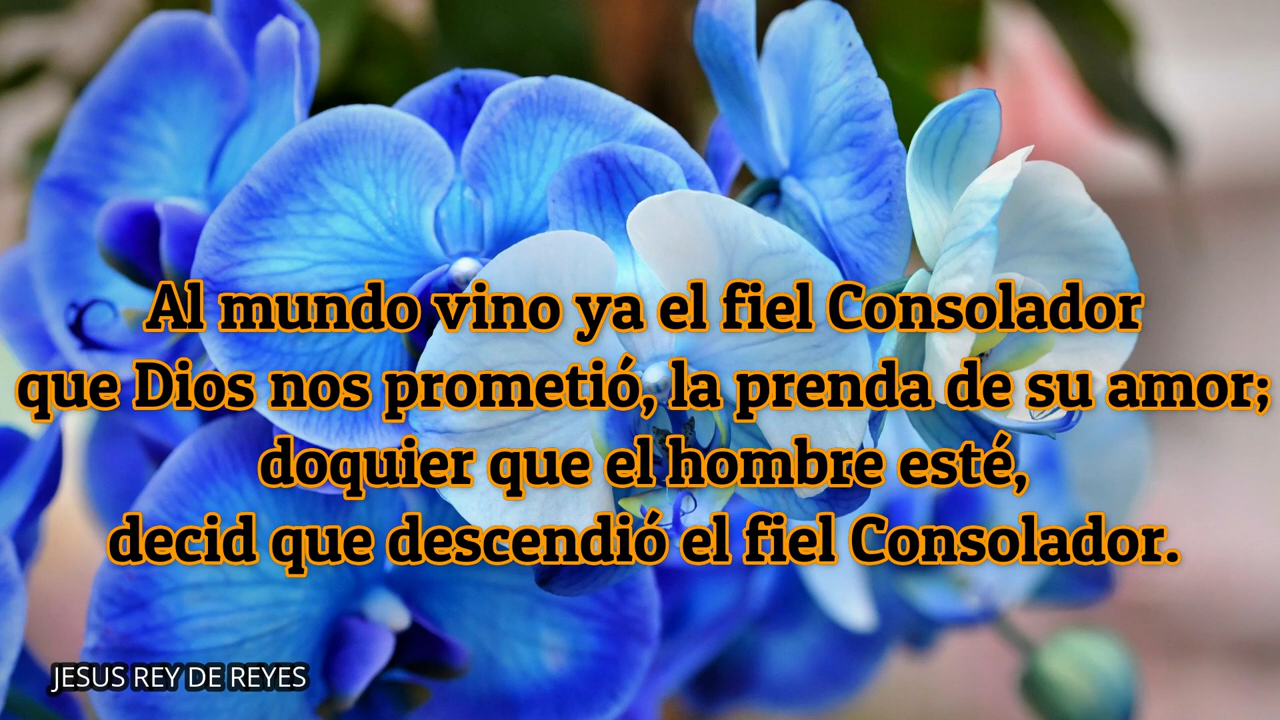 Al mundo vino ya el fiel Consolador
que Dios nos prometió, la prenda de su amor;
doquier que el hombre esté,
decid que descendió el fiel Consolador.
JESUS REY DE REYES